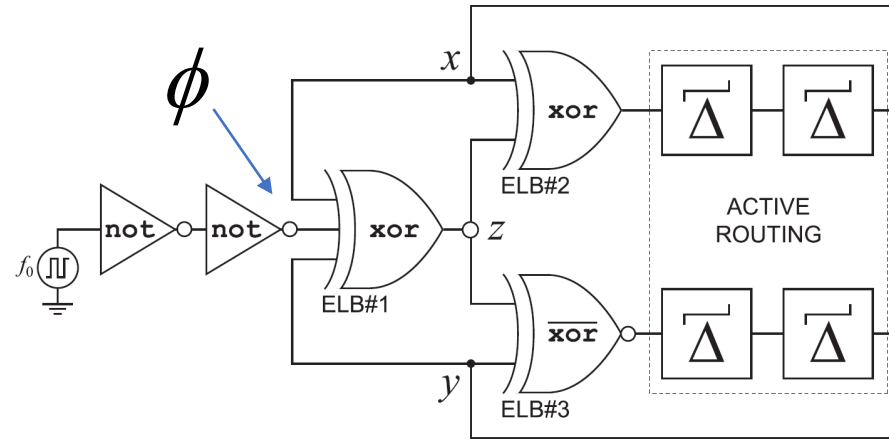 ϕ
x
xor
Δ
Δ
ELB#2
not
not
xor
z
ACTIVE
ROUTING
f₀
ELB#1
xor
Δ
Δ
y
ELB#3